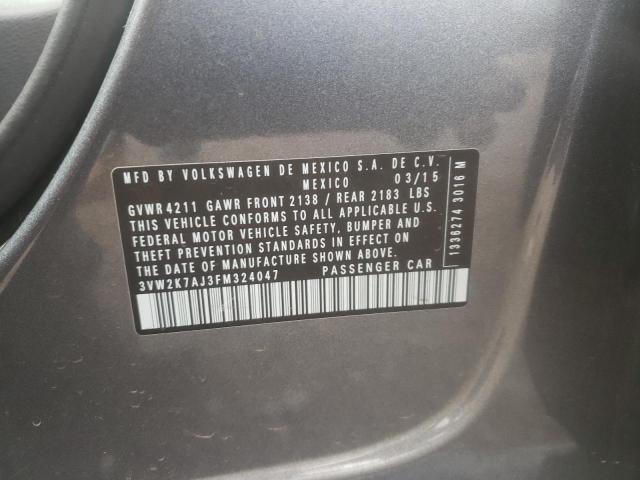 MFD BY VOLKSWAGEN DE MEXICO S.A. DE C.V.
MEXICO 03/15
GVWR 4211 GAWR FRONT 2138 / REAR 2183 LBS
THIS VEHICLE CONFORMS TO ALL APPLICABLE U.S.
FEDERAL MOTOR VEHICLE SAFETY, BUMPER AND
THEFT PREVENTION STANDARDS IN EFFECT ON
THE DATE OF MANUFACTURE SHOWN ABOVE.
3VW2K7AJ3FM324047 PASSENGER CAR
1336274 3016 M